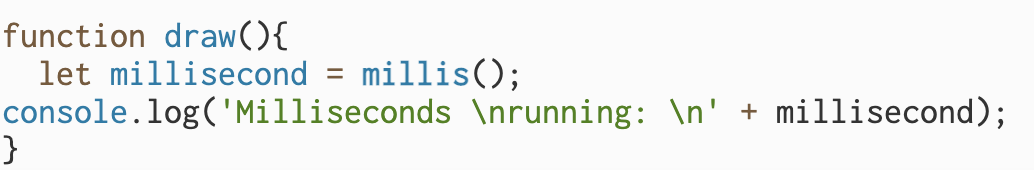 function draw(){
  let millisecond = millis();
console.log('Milliseconds \nrunning: \n' + millisecond);
}